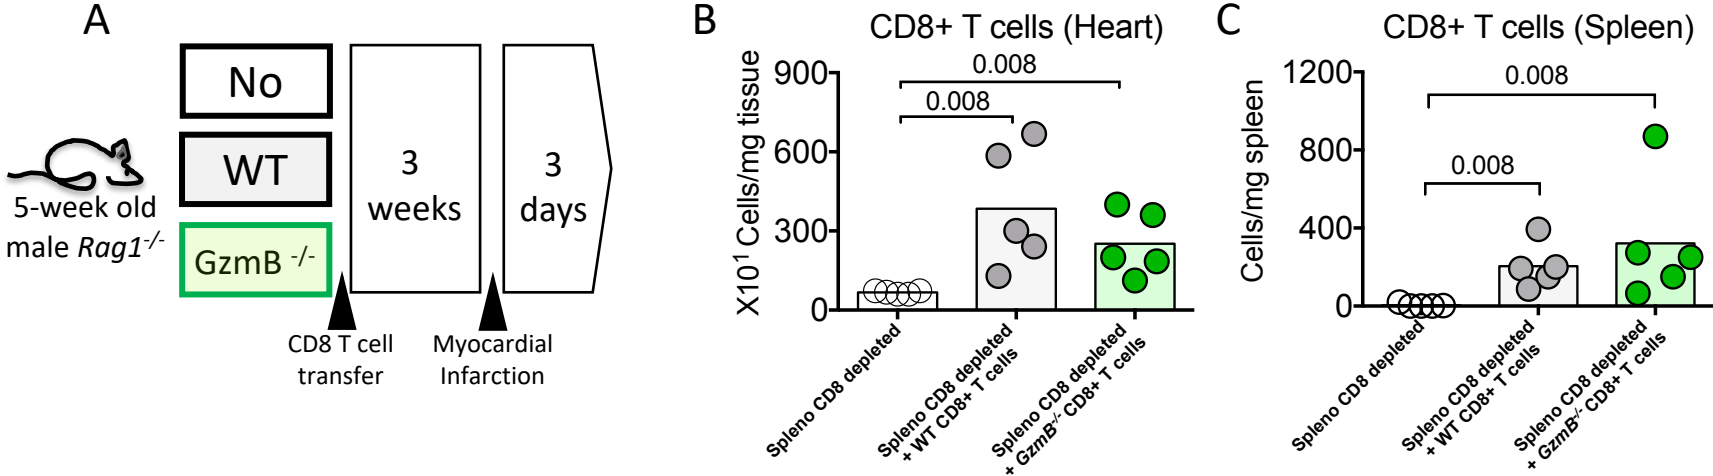 A
No
WT
GzmB -/-
5-week old
male Rag1-/-
3
weeks
3
days
CD8 T cell
transfer
Myocardial
Infarction
B
CD8+ T cells (Heart)
X10¹ Cells/mg tissue
900
600
300
0
0.008
0.008
Spleno CD8 depleted
Spleno CD8 depleted
+ WT CD8+ T cells
Spleno CD8 depleted
+ GzmB-/- CD8+ T cells
C
CD8+ T cells (Spleen)
Cells/mg spleen
1200
800
400
0
0.008
0.008
Spleno CD8 depleted
Spleno CD8 depleted
+ WT CD8+ T cells
Spleno CD8 depleted
+ GzmB-/- CD8+ T cells